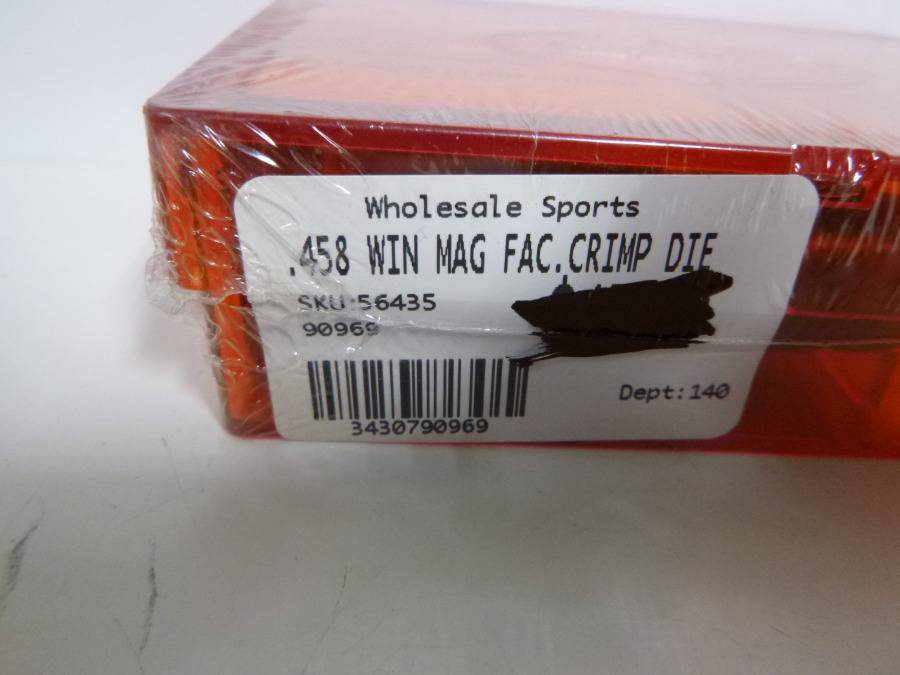 Wholesale Sports
.458 WIN MAG FAC.CRIMP DIE
SKU:56435
90969
Dept:140
3430790969